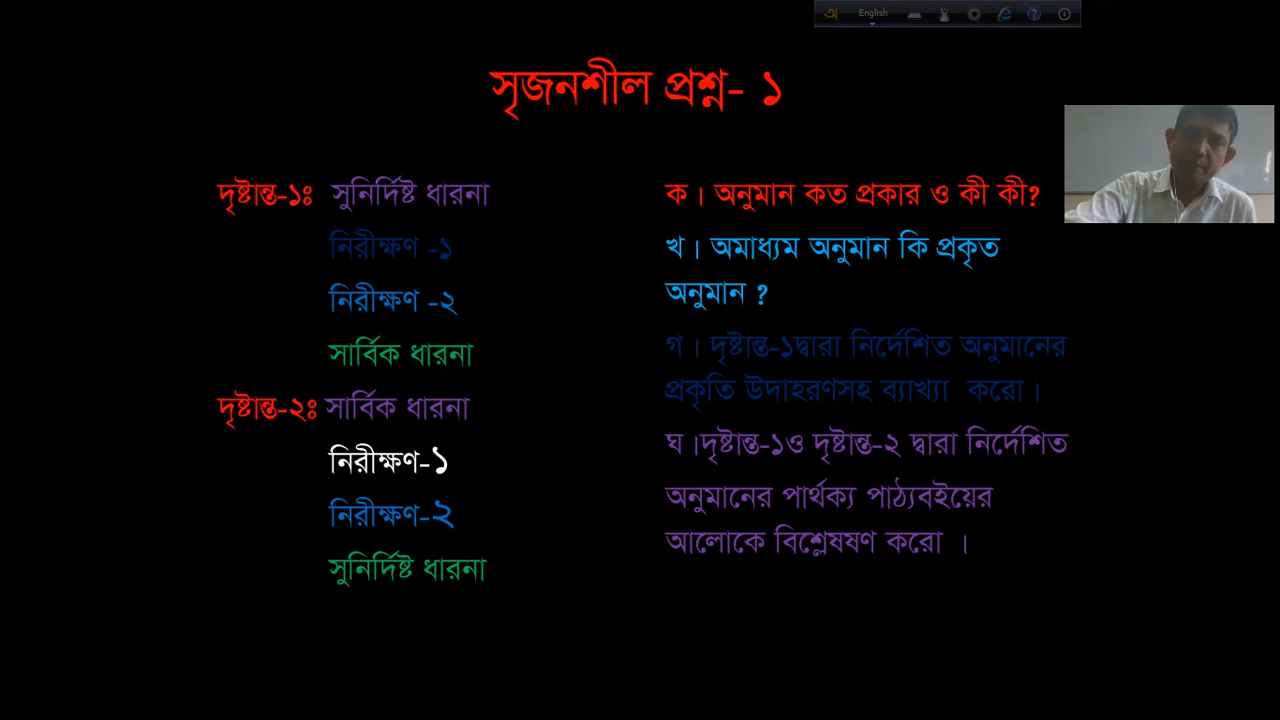 English
সৃজনশীল প্রশ্ন- ১
দৃষ্টান্ত-১ঃ সুনির্দিষ্ট ধারনা
নিরীক্ষণ -১
নিরীক্ষণ -২
সার্বিক ধারনা
দৃষ্টান্ত-২ঃ সার্বিক ধারনা
নিরীক্ষণ-১
নিরীক্ষণ-২
সুনির্দিষ্ট ধারনা
ক। অনুমান কত প্রকার ও কী কী?
খ। অমাধ্যম অনুমান কি প্রকৃত
অনুমান ?
গ। দৃষ্টান্ত-১দ্বারা নির্দেশিত অনুমানের
প্রকৃতি উদাহরণসহ ব্যাখ্যা করো।
ঘ।দৃষ্টান্ত-১ও দৃষ্টান্ত-২ দ্বারা নির্দেশিত
অনুমানের পার্থক্য পাঠ্যবইয়ের
আলোকে বিশ্লেষষণ করো ।